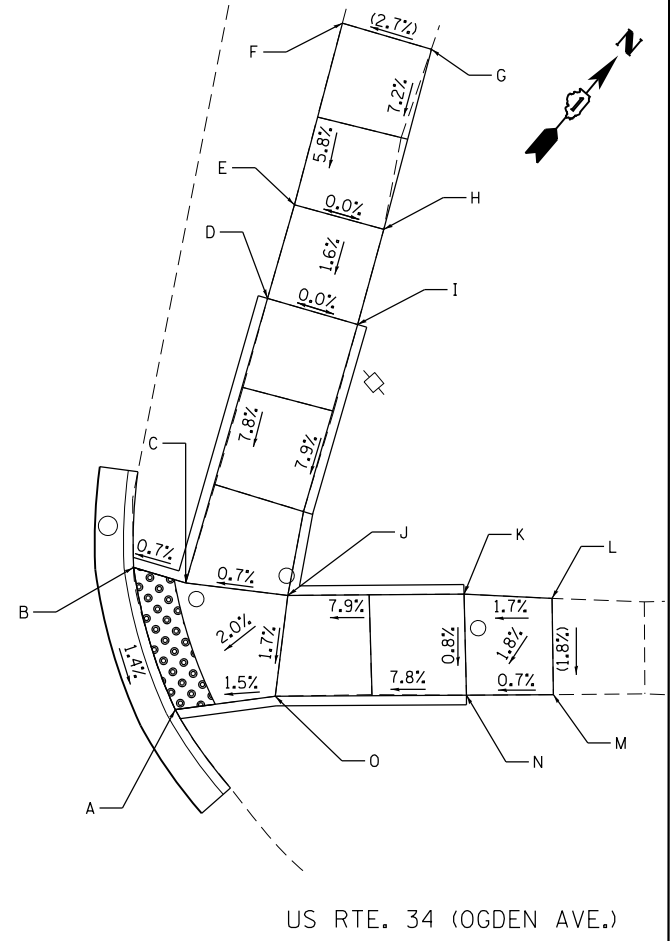 (2.7%)
F
G
N
7.2%
5.8%
E
0.0%
H
D
1.6%
0.0%
I
C
7.8%
7.9%
J
K
L
0.7%
0.7%
B
7.9%
1.7%
2.0%
1.7%
0.8%
1.8%
(1.8%)
1.4%
1.5%
7.8%
0.7%
A
O
N
M
US RTE. 34 (OGDEN AVE.)